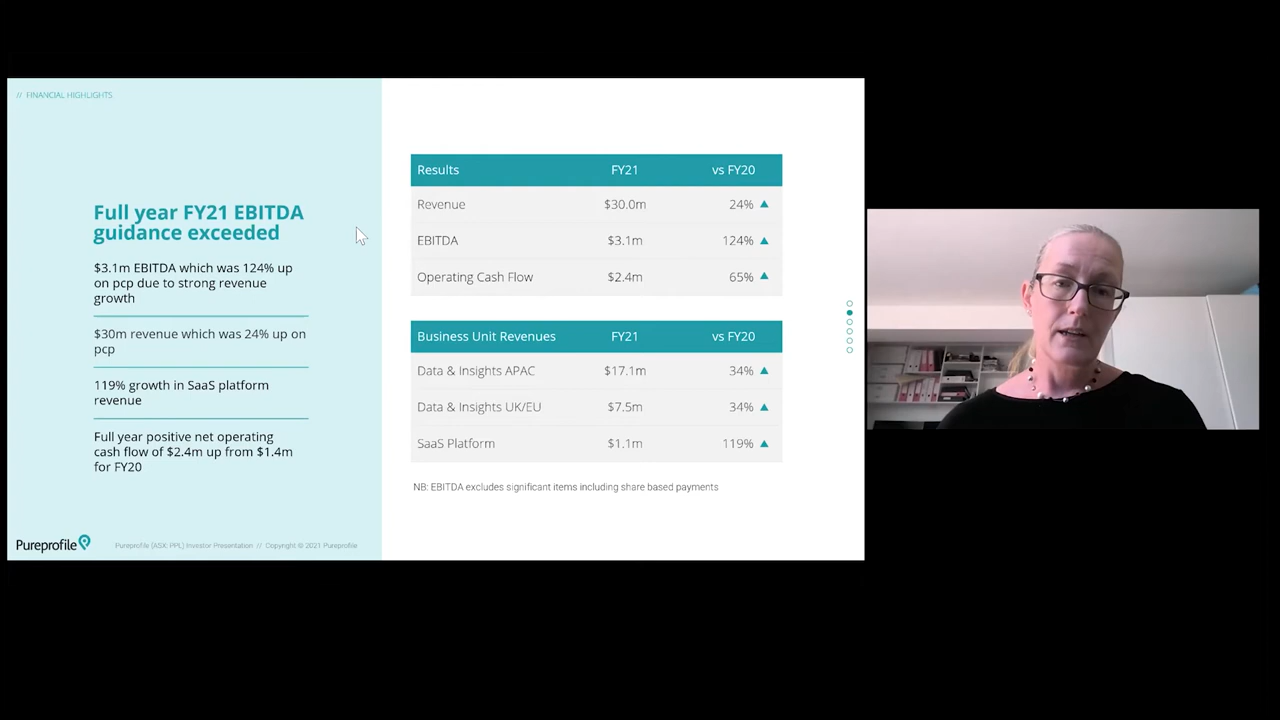 // FINANCIAL HIGHLIGHTS
Full year FY21 EBITDA
guidance exceeded
$3.1m EBITDA which was 124% up
on pcp due to strong revenue
growth
$30m revenue which was 24% up on
pcp
119% growth in SaaS platform
revenue
Full year positive net operating
cash flow of $2.4m up from $1.4m
for FY20
Pureprofile
Pureprofile (ASX: PPL) Investor Presentation // Copyright © 2021 Pureprofile
Results FY21 vs FY20
Revenue $30.0m 24%
EBITDA $3.1m 124%
Operating Cash Flow $2.4m 65%
Business Unit Revenues FY21 vs FY20
Data & Insights APAC $17.1m 34%
Data & Insights UK/EU $7.5m 34%
SaaS Platform $1.1m 119%
NB: EBITDA excludes significant items including share based payments